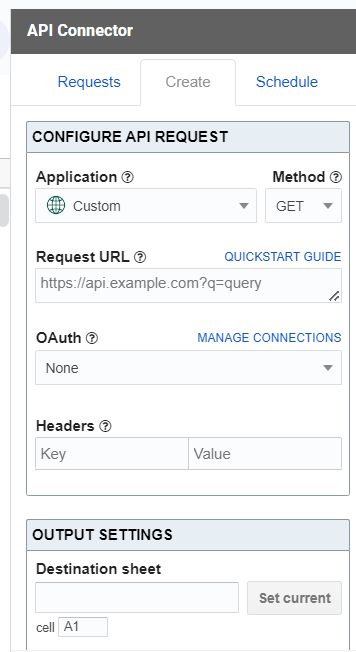 API Connector
Requests Create Schedule
CONFIGURE API REQUEST
Application ? Method ?
Custom GET
Request URL ? QUICKSTART GUIDE
https://api.example.com?q=query
OAuth ? MANAGE CONNECTIONS
None
Headers ?
Key Value
OUTPUT SETTINGS
Destination sheet
Set current
cell A1